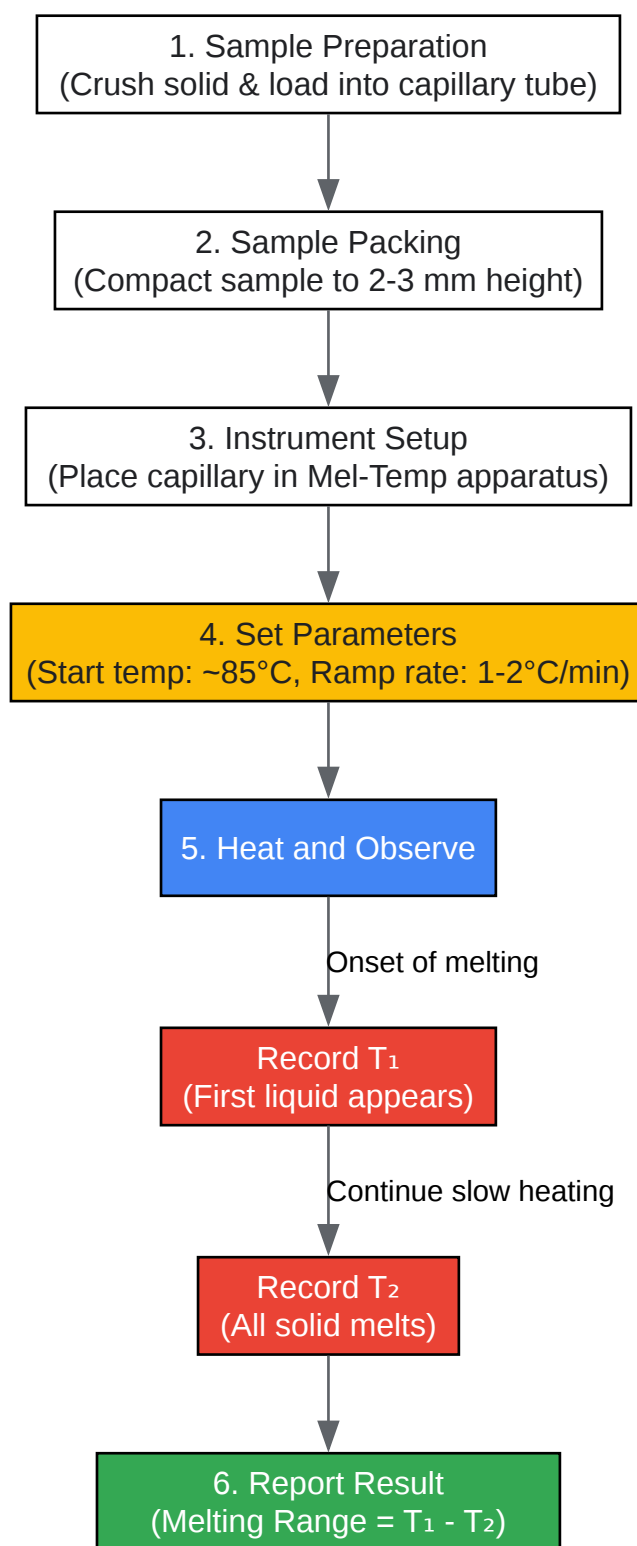 1. Sample Preparation
(Crush solid & load into capillary tube)
2. Sample Packing
(Compact sample to 2-3 mm height)
3. Instrument Setup
(Place capillary in Mel-Temp apparatus)
4. Set Parameters
(Start temp: ~85°C, Ramp rate: 1-2°C/min)
5. Heat and Observe
Onset of melting
Record T₁
(First liquid appears)
Continue slow heating
Record T₂
(All solid melts)
6. Report Result
(Melting Range = T₁ - T₂)